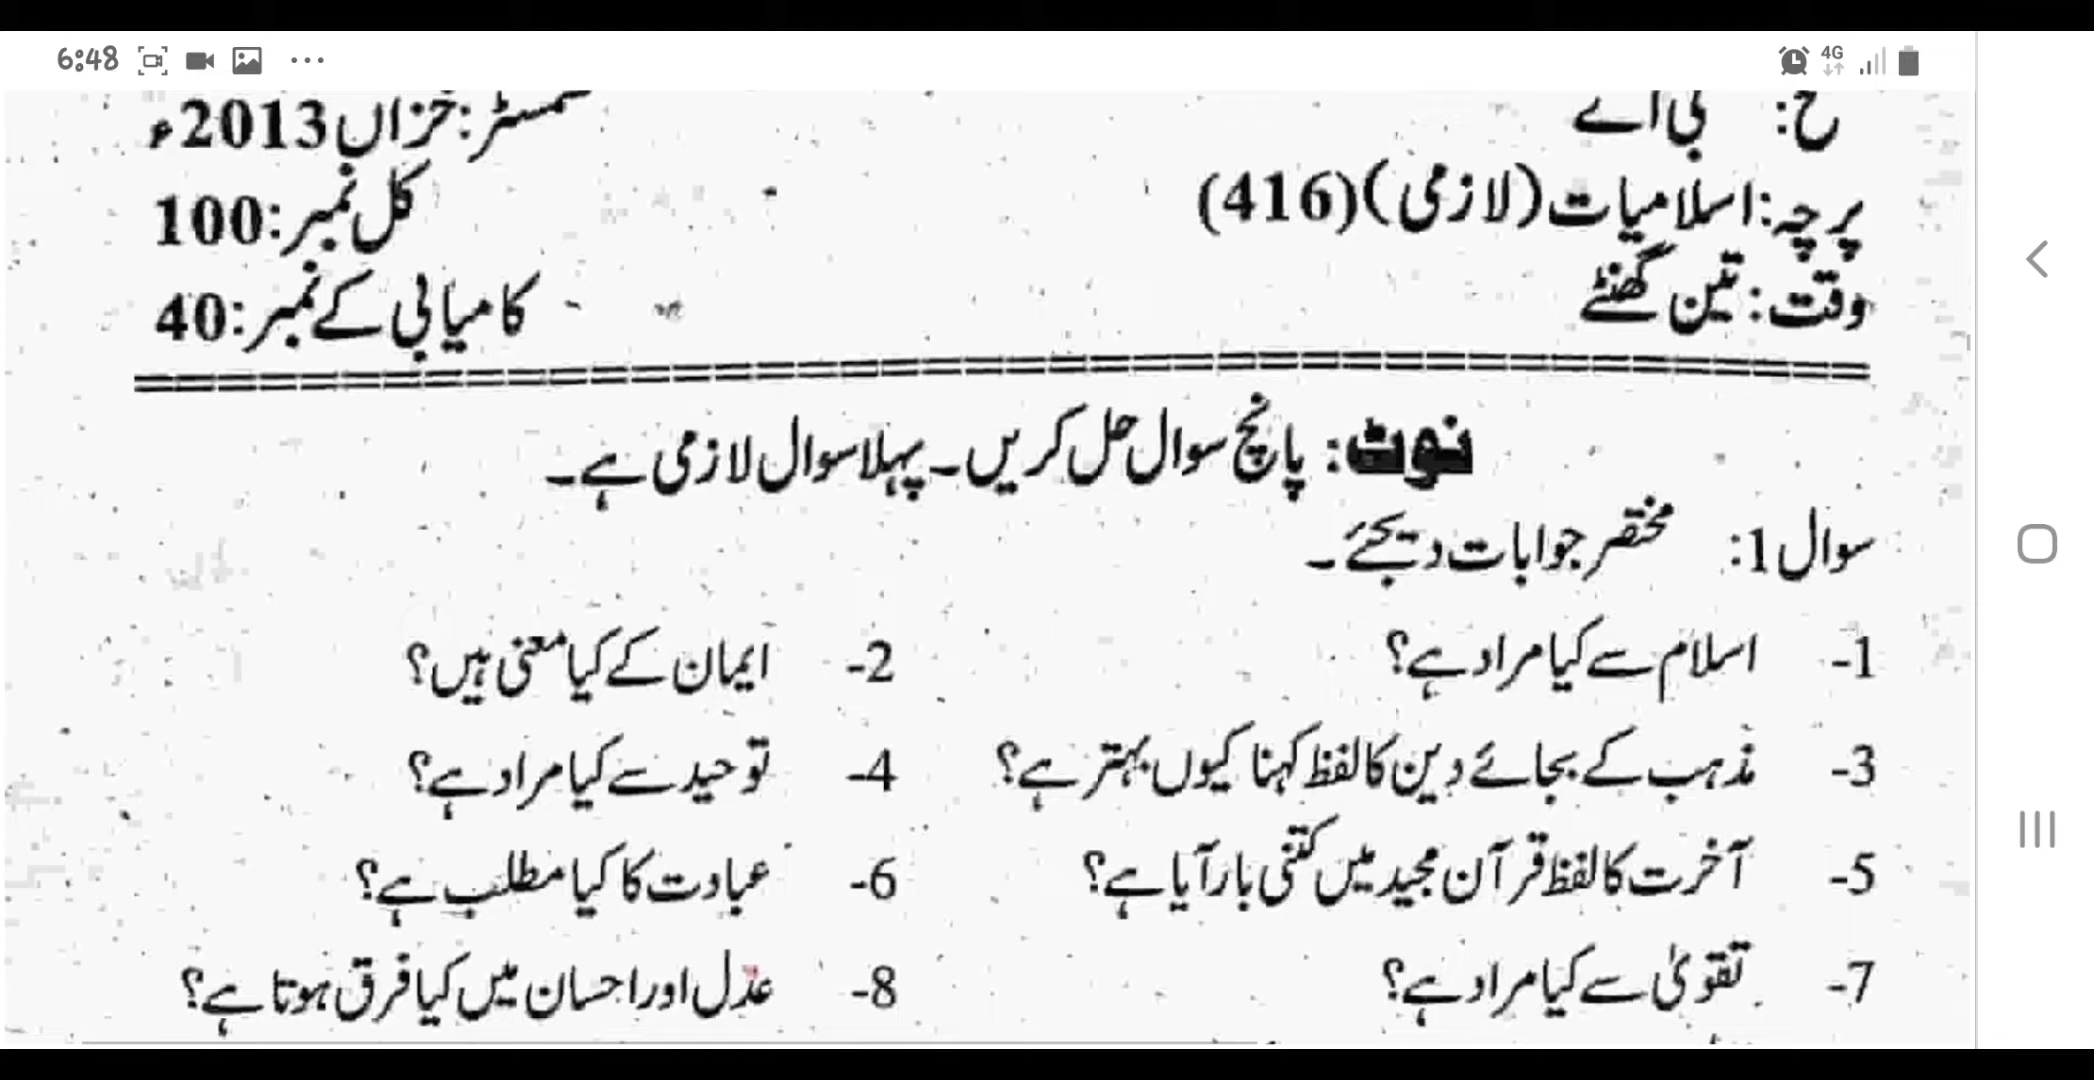 6:48
4G
ح: بی اے سمسٹر: خزاں 2013ء
پرچہ: اسلامیات (لازمی) (416) کل نمبر: 100
وقت: تین گھنٹے کامیابی کے نمبر: 40
نوٹ: پانچ سوال حل کریں۔ پہلا سوال لازمی ہے۔
سوال 1: مختصر جوابات دیجئے۔
1- اسلام سے کیا مراد ہے؟ 2- ایمان کے کیا معنی ہیں؟
3- مذہب کے بجائے دین کا لفظ کہنا کیوں بہتر ہے؟ 4- توحید سے کیا مراد ہے؟
5- آخرت کا لفظ قرآن مجید میں کتنی بار آیا ہے؟ 6- عبادت کا کیا مطلب ہے؟
7- تقویٰ سے کیا مراد ہے؟ 8- عدل اور احسان میں کیا فرق ہوتا ہے؟